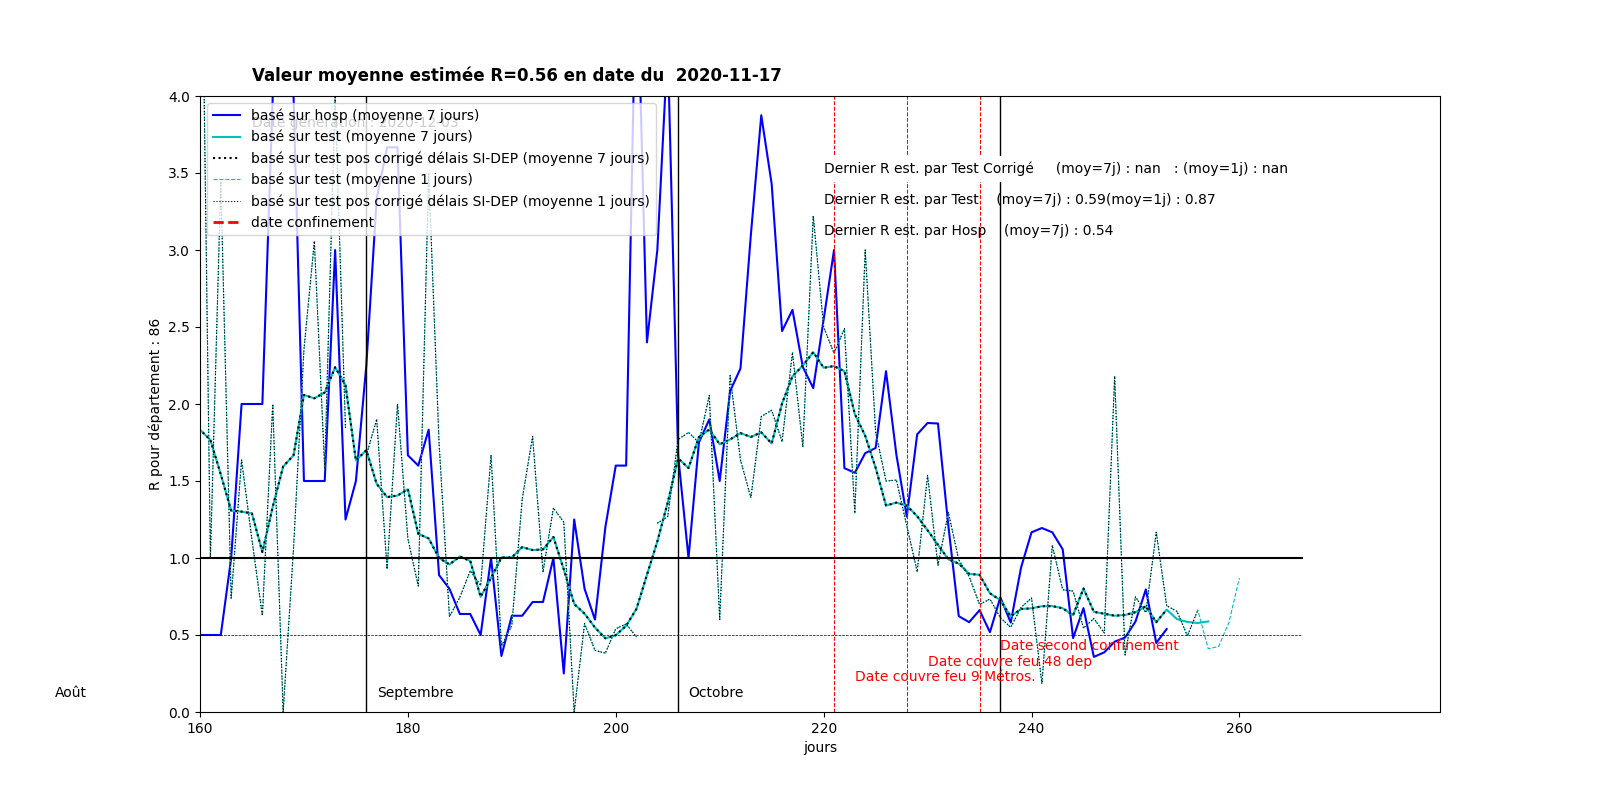 Valeur moyenne estimée R=0.56 en date du  2020-11-17
Date génération : 2020-12-03
basé sur hosp (moyenne 7 jours)
basé sur test (moyenne 7 jours)
basé sur test pos corrigé délais SI-DEP (moyenne 7 jours)
basé sur test (moyenne 1 jours)
basé sur test pos corrigé délais SI-DEP (moyenne 1 jours)
date confinement
Dernier R est. par Test Corrigé     (moy=7j) : nan   : (moy=1j) : nan
Dernier R est. par Test    (moy=7j) : 0.59(moy=1j) : 0.87
Dernier R est. par Hosp    (moy=7j) : 0.54
4.0
3.5
3.0
2.5
2.0
1.5
1.0
0.5
0.0
R pour département : 86
Date second confinement
Date couvre feu 48 dep
Date couvre feu 9 Métros.
Août
Septembre
Octobre
160
180
200
220
240
260
jours